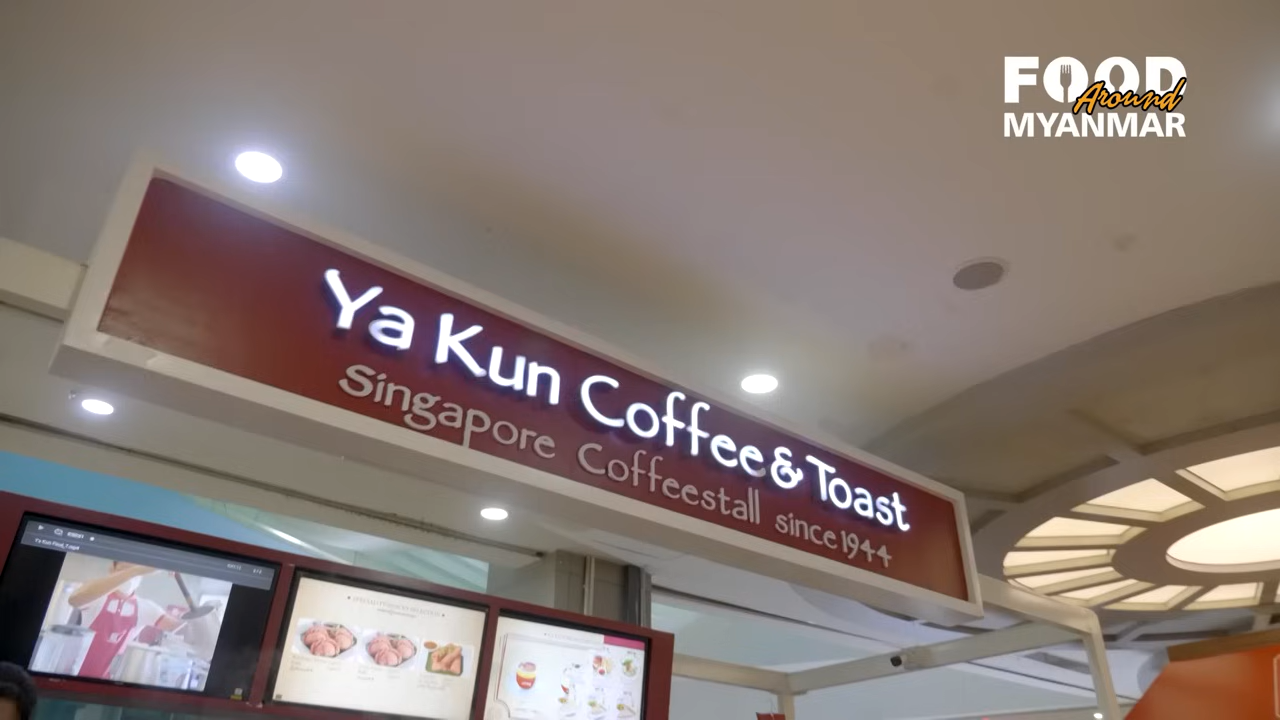 FOOD
Around
MYANMAR
Ya Kun Coffee & Toast
Singapore Coffeestall since 1944